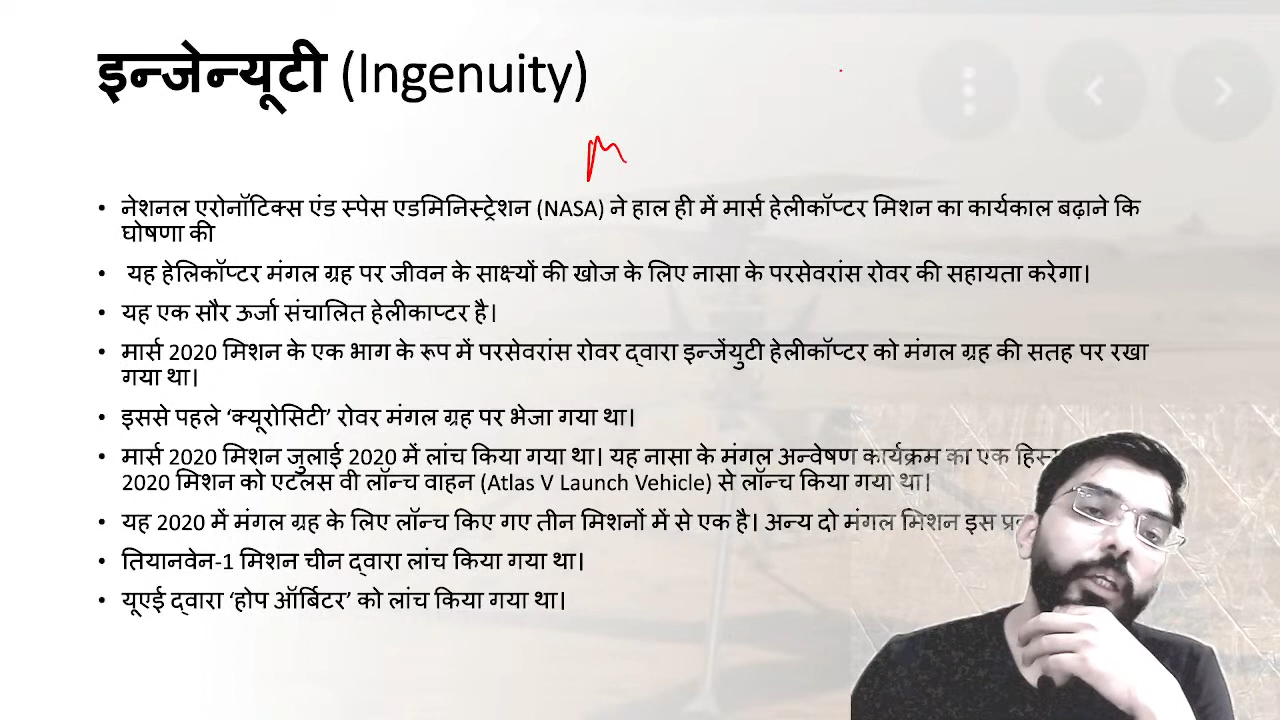 इन्जेन्यूटी (Ingenuity)
M
• नेशनल एरोनॉटिक्स एंड स्पेस एडमिनिस्ट्रेशन (NASA) ने हाल ही में मार्स हेलीकॉप्टर मिशन का कार्यकाल बढ़ाने कि
घोषणा की
• यह हेलिकॉप्टर मंगल ग्रह पर जीवन के साक्ष्यों की खोज के लिए नासा के परसेवरांस रोवर की सहायता करेगा।
• यह एक सौर ऊर्जा संचालित हेलीकाप्टर है।
• मार्स 2020 मिशन के एक भाग के रूप में परसेवरांस रोवर द्वारा इन्जेंयुटी हेलीकॉप्टर को मंगल ग्रह की सतह पर रखा
गया था।
• इससे पहले ‘क्यूरोसिटी’ रोवर मंगल ग्रह पर भेजा गया था।
• मार्स 2020 मिशन जुलाई 2020 में लांच किया गया था। यह नासा के मंगल अन्वेषण कार्यक्रम का एक
2020 मिशन को एटलस वी लॉन्च वाहन (Atlas V Launch Vehicle) से लॉन्च किया गया था।
• यह 2020 में मंगल ग्रह के लिए लॉन्च किए गए तीन मिशनों में से एक है। अन्य दो मंगल मिशन इस
• तियानवेन-1 मिशन चीन द्वारा लांच किया गया था।
• यूएई द्वारा ‘होप ऑर्बिटर’ को लांच किया गया था।